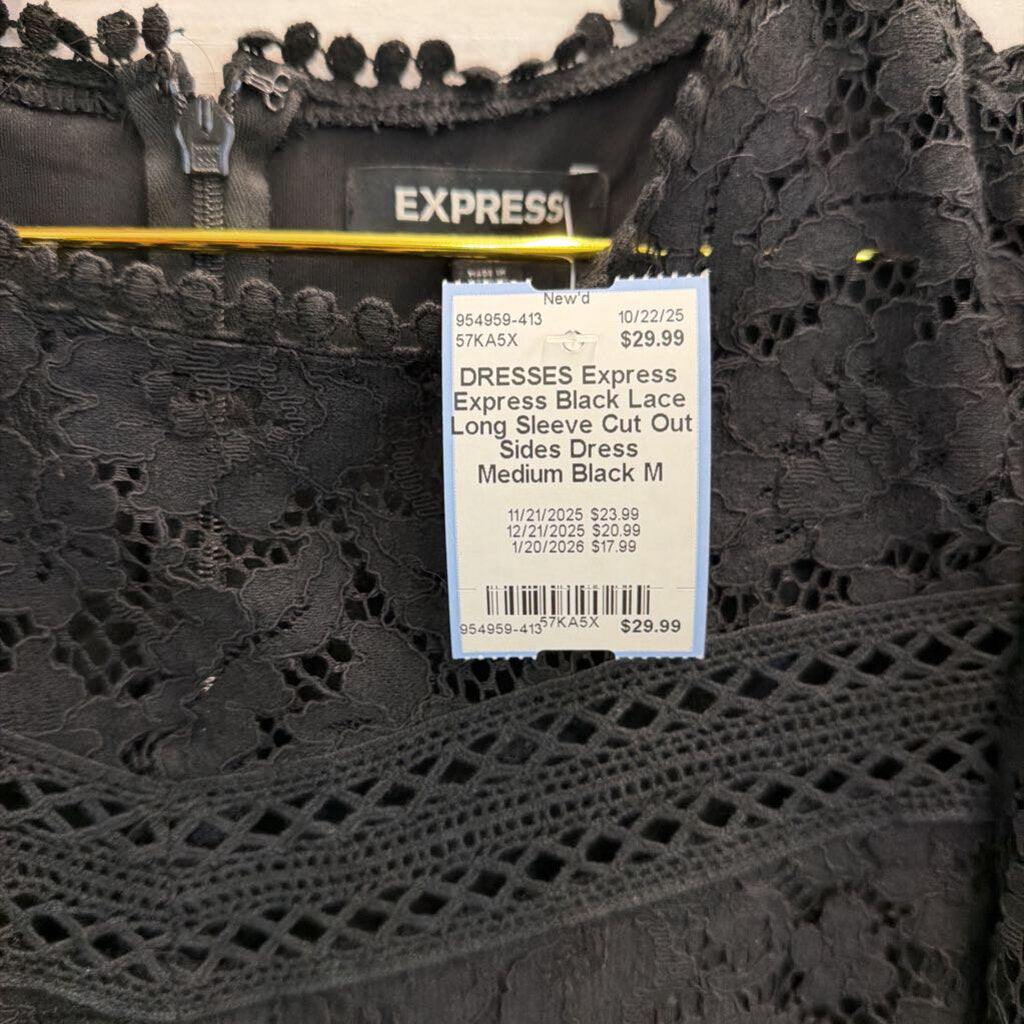 EXPRESS
MADE IN
New'd
954959-413 10/22/25
57KA5X $29.99
DRESSES Express
Express Black Lace
Long Sleeve Cut Out
Sides Dress
Medium Black M
11/21/2025 $23.99
12/21/2025 $20.99
1/20/2026 $17.99
954959-413 57KA5X $29.99